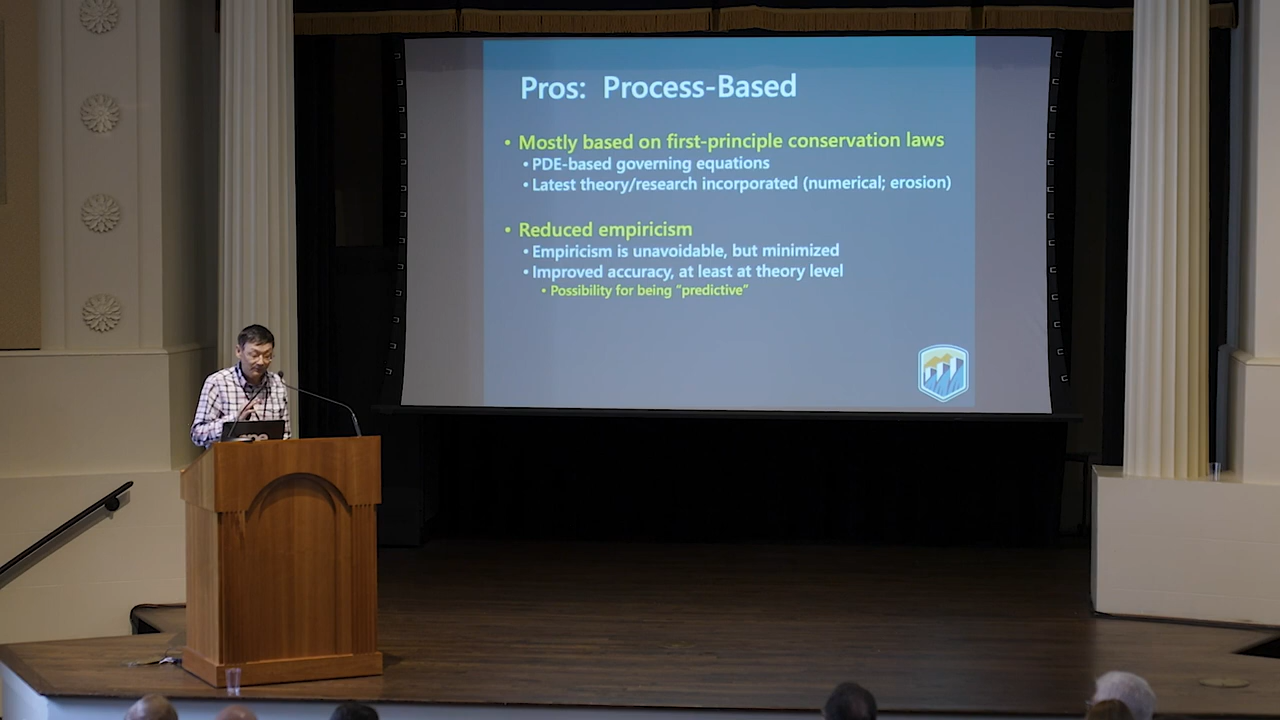 Pros: Process-Based
• Mostly based on first-principle conservation laws
• PDE-based governing equations
• Latest theory/research incorporated (numerical; erosion)
• Reduced empiricism
• Empiricism is unavoidable, but minimized
• Improved accuracy, at least at theory level
• Possibility for being “predictive”